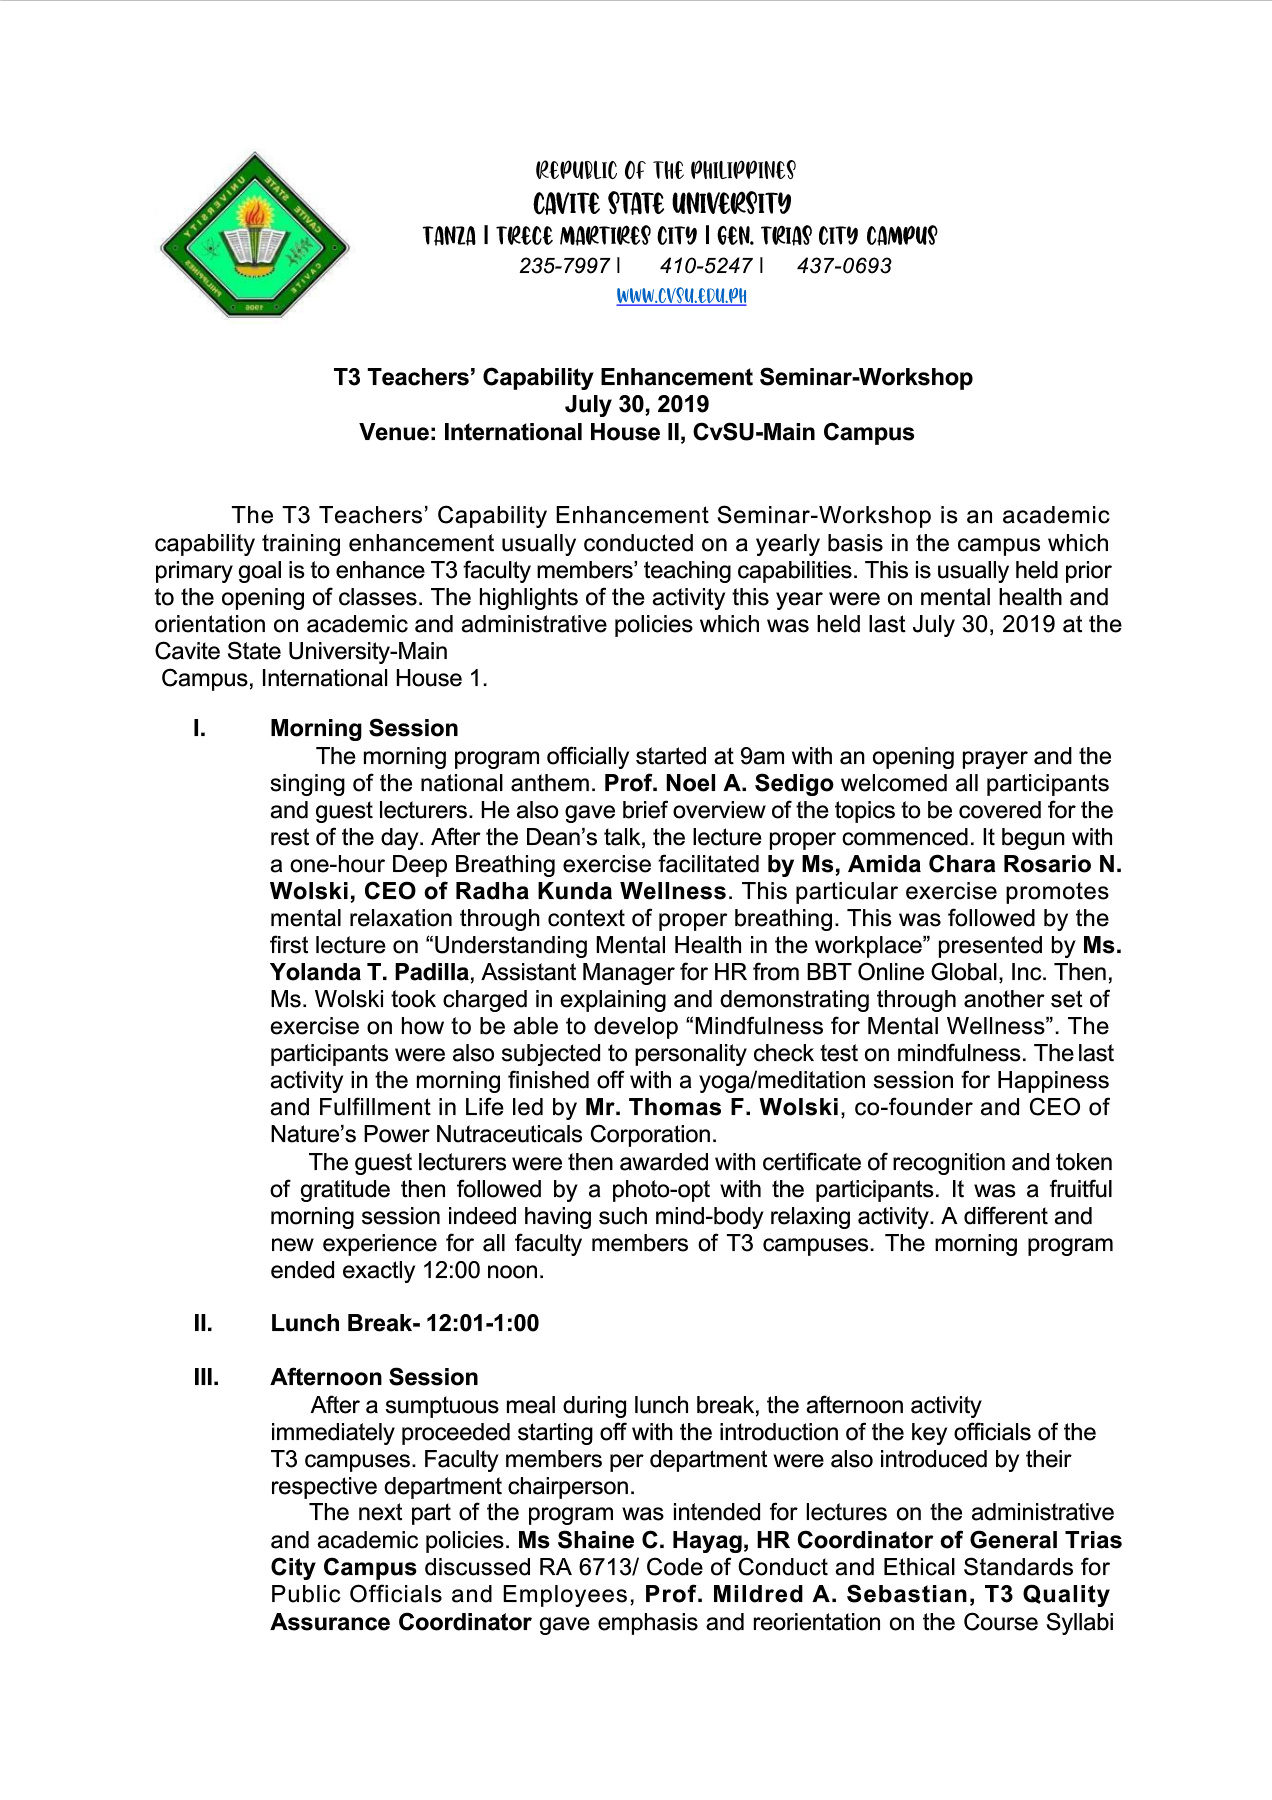 CAVITE STATE UNIVERSITY
CAVITE
PHILIPPINES
1906
REPUBLIC OF THE PHILIPPINES
CAVITE STATE UNIVERSITY
TANZA | TRECE MARTIRES CITY | GEN. TRIAS CITY CAMPUS
235-7997 | 410-5247 | 437-0693
WWW.CVSU.EDU.PH
T3 Teachers’ Capability Enhancement Seminar-Workshop
July 30, 2019
Venue: International House II, CvSU-Main Campus
The T3 Teachers’ Capability Enhancement Seminar-Workshop is an academic
capability training enhancement usually conducted on a yearly basis in the campus which
primary goal is to enhance T3 faculty members’ teaching capabilities. This is usually held prior
to the opening of classes. The highlights of the activity this year were on mental health and
orientation on academic and administrative policies which was held last July 30, 2019 at the
Cavite State University-Main
Campus, International House 1.
I. Morning Session
The morning program officially started at 9am with an opening prayer and the
singing of the national anthem. Prof. Noel A. Sedigo welcomed all participants
and guest lecturers. He also gave brief overview of the topics to be covered for the
rest of the day. After the Dean’s talk, the lecture proper commenced. It begun with
a one-hour Deep Breathing exercise facilitated by Ms, Amida Chara Rosario N.
Wolski, CEO of Radha Kunda Wellness. This particular exercise promotes
mental relaxation through context of proper breathing. This was followed by the
first lecture on “Understanding Mental Health in the workplace” presented by Ms.
Yolanda T. Padilla, Assistant Manager for HR from BBT Online Global, Inc. Then,
Ms. Wolski took charged in explaining and demonstrating through another set of
exercise on how to be able to develop “Mindfulness for Mental Wellness”. The
participants were also subjected to personality check test on mindfulness. The last
activity in the morning finished off with a yoga/meditation session for Happiness
and Fulfillment in Life led by Mr. Thomas F. Wolski, co-founder and CEO of
Nature’s Power Nutraceuticals Corporation.
The guest lecturers were then awarded with certificate of recognition and token
of gratitude then followed by a photo-opt with the participants. It was a fruitful
morning session indeed having such mind-body relaxing activity. A different and
new experience for all faculty members of T3 campuses. The morning program
ended exactly 12:00 noon.
II. Lunch Break- 12:01-1:00
III. Afternoon Session
After a sumptuous meal during lunch break, the afternoon activity
immediately proceeded starting off with the introduction of the key officials of the
T3 campuses. Faculty members per department were also introduced by their
respective department chairperson.
The next part of the program was intended for lectures on the administrative
and academic policies. Ms Shaine C. Hayag, HR Coordinator of General Trias
City Campus discussed RA 6713/ Code of Conduct and Ethical Standards for
Public Officials and Employees, Prof. Mildred A. Sebastian, T3 Quality
Assurance Coordinator gave emphasis and reorientation on the Course Syllabi